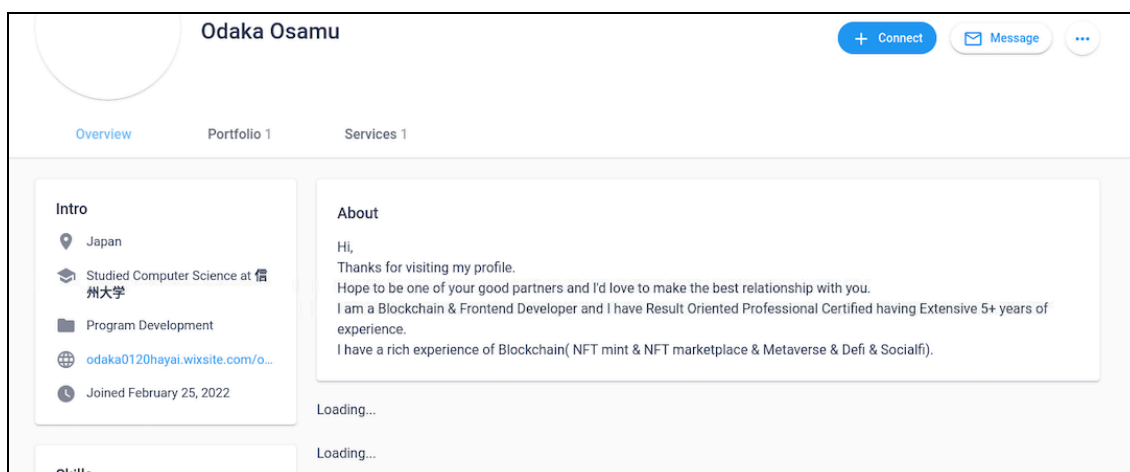 Odaka Osamu
Connect
Message
Overview
Portfolio 1
Services 1
Intro
Japan
Studied Computer Science at 信
州大学
Program Development
odaka0120hayai.wixsite.com/o...
Joined February 25, 2022
About
Hi,
Thanks for visiting my profile.
Hope to be one of your good partners and I'd love to make the best relationship with you.
I am a Blockchain & Frontend Developer and I have Result Oriented Professional Certified having Extensive 5+ years of
experience.
I have a rich experience of Blockchain( NFT mint & NFT marketplace & Metaverse & Defi & Socialfi).
Loading...
Loading...